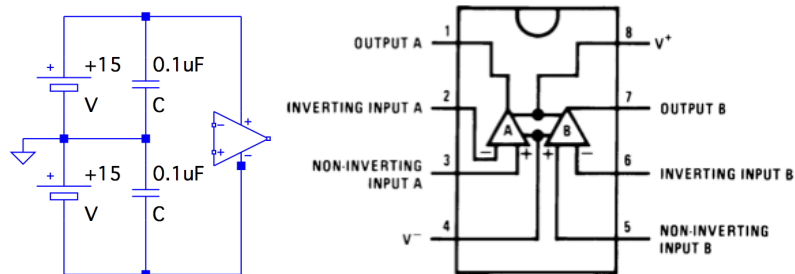 +15
V
0.1uF
C
+15
V
0.1uF
C
-
+
+
-
+
+
OUTPUT A
1
INVERTING INPUT A
2
NON-INVERTING
INPUT A
3
V−
4
A
B
−
+
+
−
8
V+
7
OUTPUT B
6
INVERTING INPUT B
5
NON-INVERTING
INPUT B